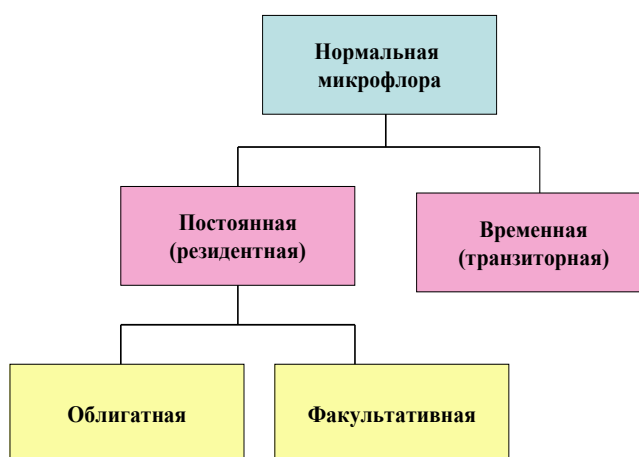 Нормальная
микрофлора
Постоянная
(резидентная)
Временная
(транзиторная)
Облигатная
Факультативная